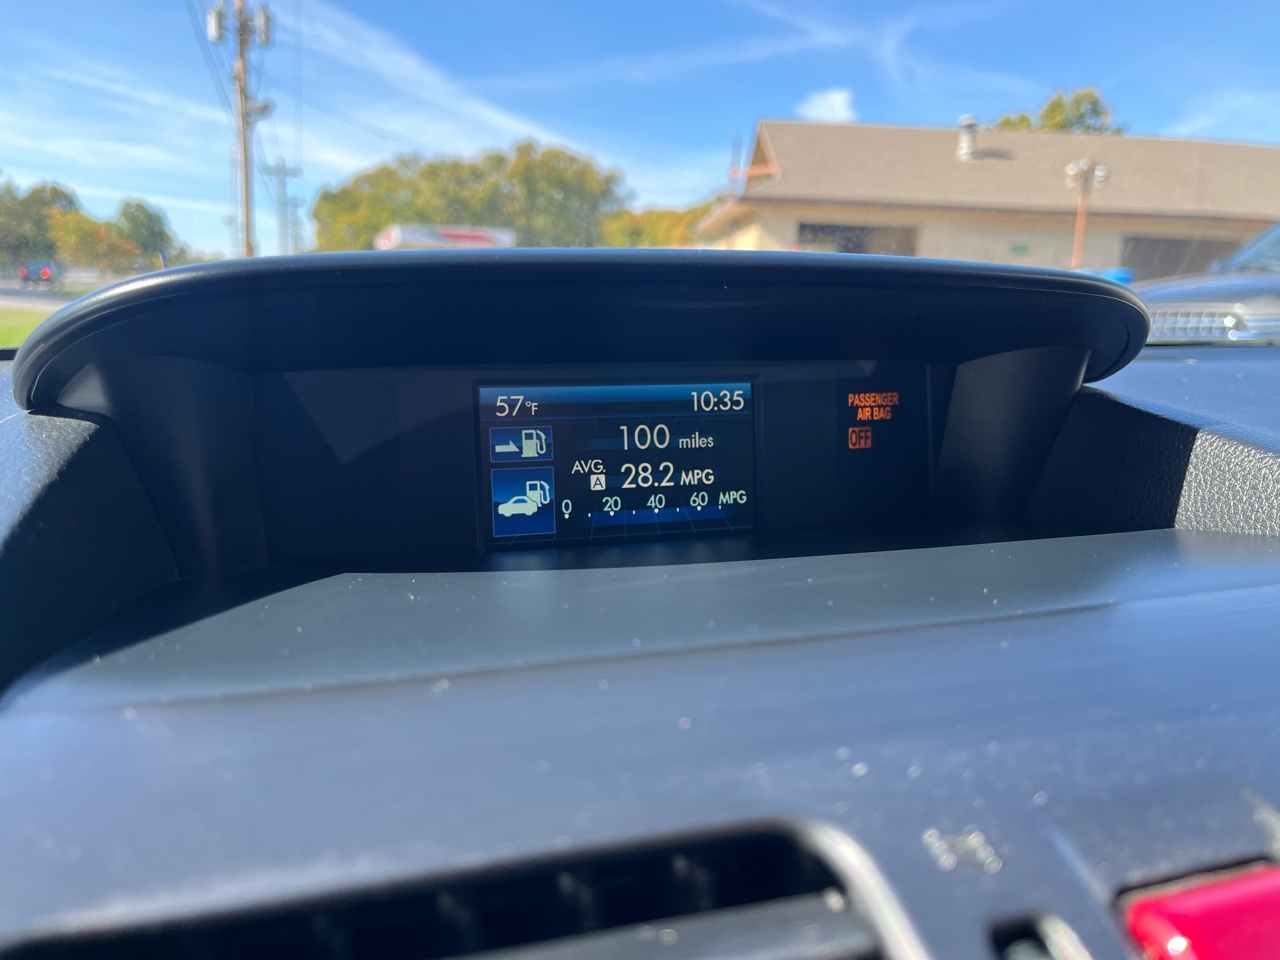 57°F 10:35
100 miles
AVG.
A 28.2 MPG
0 20 40 60 MPG
PASSENGER
AIR BAG
OFF